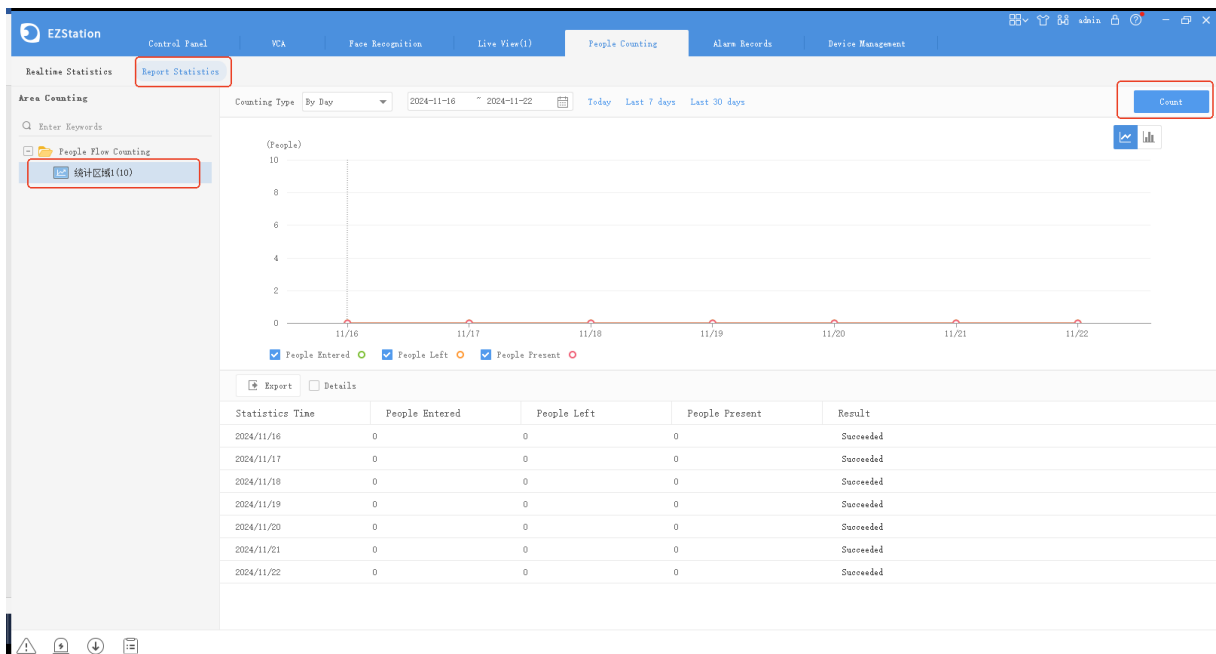 EZStation
admin
Control Panel
VCA
Face Recognition
Live View(1)
People Counting
Alarm Records
Device Management
Realtime Statistics
Report Statistics
Area Counting
Enter Keywords
People Flow Counting
统计区域1(10)
Counting Type By Day 2024-11-16 ~ 2024-11-22 Today Last 7 days Last 30 days
Count
(People)
10
8
6
4
2
0
11/16 11/17 11/18 11/19 11/20 11/21 11/22
People Entered People Left People Present
Export Details
Statistics Time People Entered People Left People Present Result
2024/11/16 0 0 0 Succeeded
2024/11/17 0 0 0 Succeeded
2024/11/18 0 0 0 Succeeded
2024/11/19 0 0 0 Succeeded
2024/11/20 0 0 0 Succeeded
2024/11/21 0 0 0 Succeeded
2024/11/22 0 0 0 Succeeded